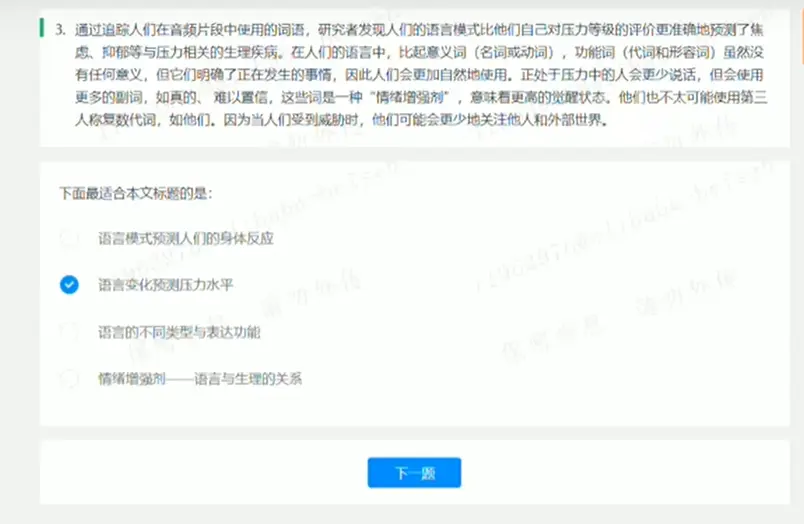 3. 通过追踪人们在音频片段中使用的词语，研究者发现人们的语言模式比他们自己对压力等级的评价更准确地预测了焦
虑、抑郁等与压力相关的生理疾病。在人们的语言中，比起意义词（名词或动词），功能词（代词和形容词）虽然没
有任何意义，但它们明确了正在发生的事情，因此人们会更加自然地使用。正处于压力中的人会更少说话，但会使用
更多的副词，如真的、 难以置信，这些词是一种“情绪增强剂”，意味着更高的觉醒状态。他们也不太可能使用第三
人称复数代词，如他们。因为当人们受到威胁时，他们可能会更少地关注他人和外部世界。
下面最适合本文标题的是：
语言模式预测人们的身体反应
语言变化预测压力水平
语言的不同类型与表达功能
情绪增强剂——语言与生理的关系
下一题